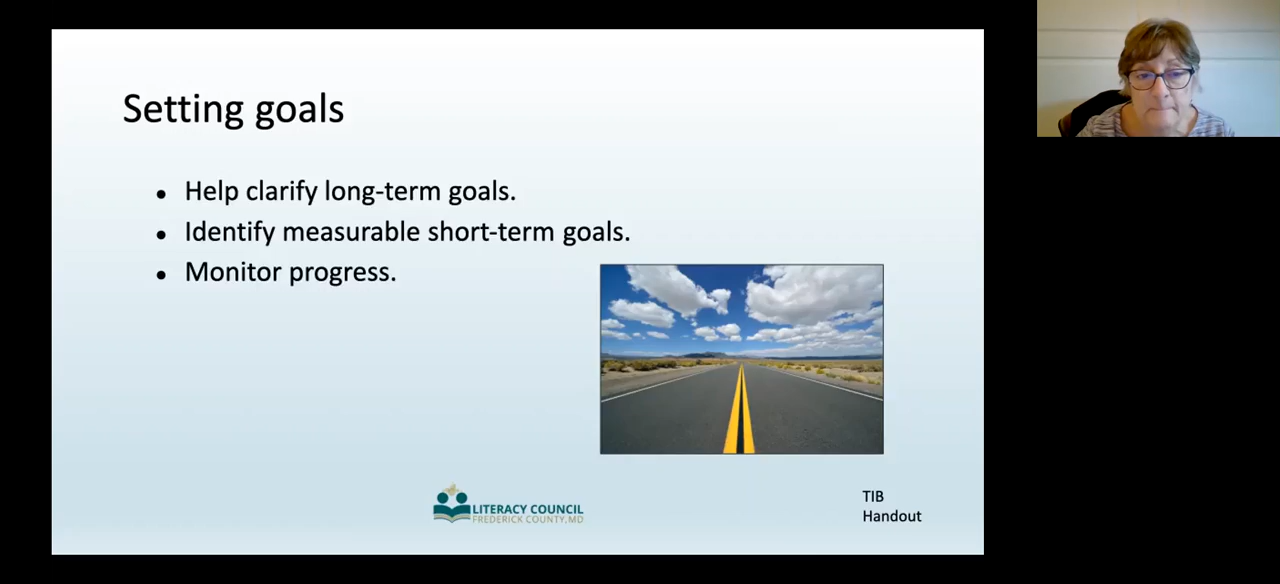 Setting goals
• Help clarify long-term goals.
• Identify measurable short-term goals.
• Monitor progress.
LITERACY COUNCIL
FREDERICK COUNTY, MD
TIB
Handout